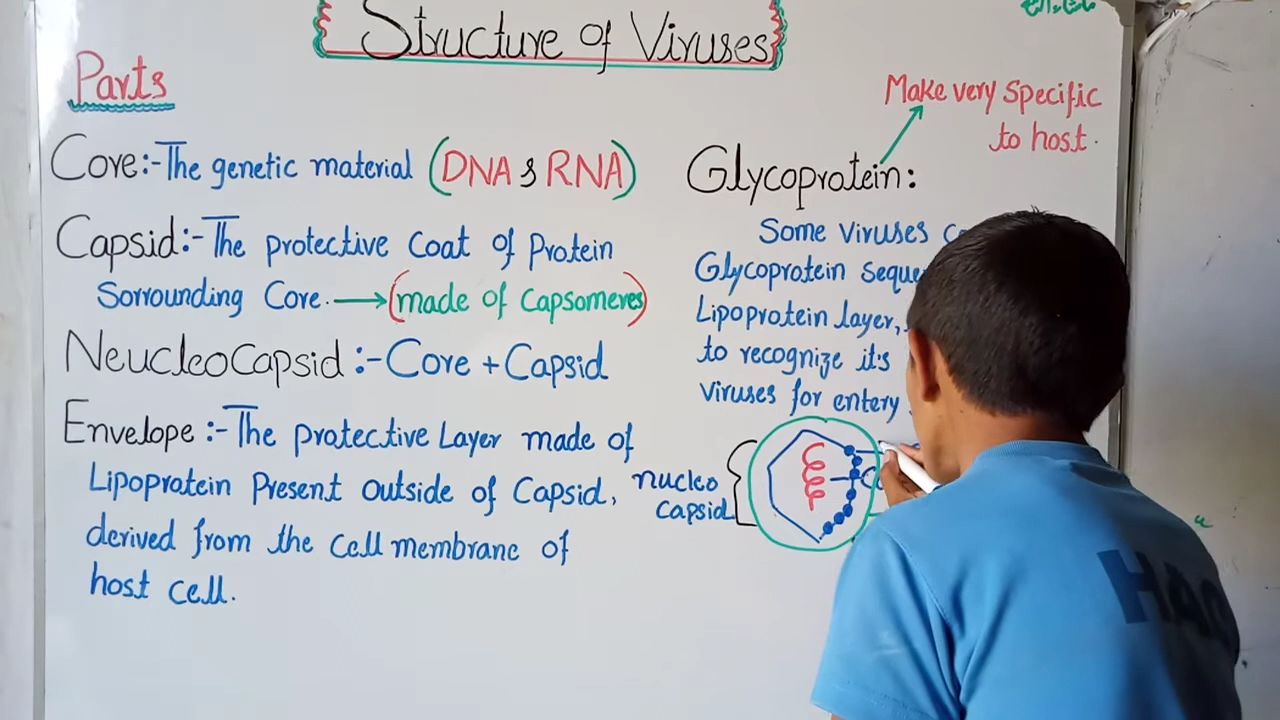 Structure of Viruses
Parts
Core:-The genetic material (DNA & RNA)
Capsid:-The protective Coat of Protein
Sorrounding Core. → (made of Capsomeres)
NeucleoCapsid:-Core + Capsid
Envelope:-The protective Layer made of
Lipoprotein Present outside of Capsid,
derived from the cell membrane of
host cell.
Make very specific
to host.
Glycoprotein:
Some viruses
Glycoprotein
Lipoprotein layer,
to recognize it's
viruses for entery
nucleo
capsid
HAQ